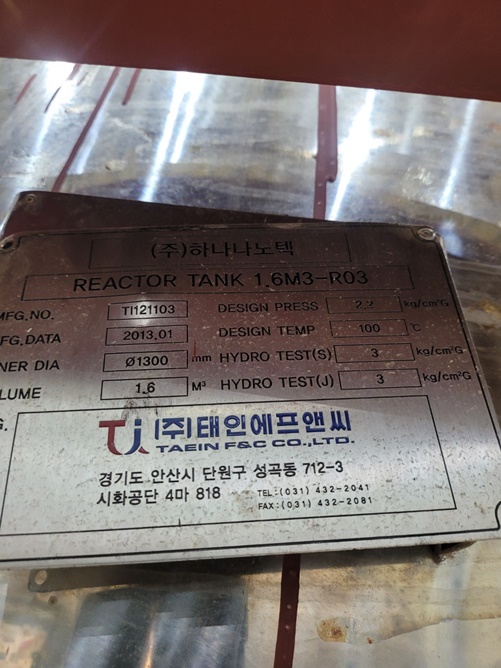 (주)하나나노텍
REACTOR TANK 1.6M3-R03
MFG.NO. TI121103 DESIGN PRESS 2.2 kg/cm²G
FG.DATA 2013.01 DESIGN TEMP 100 ℃
NER DIA Ø1300 mm HYDRO TEST(S) 3 kg/cm²G
LUME 1.6 M³ HYDRO TEST(J) 3 kg/cm²G
G.
TJ (주)태인에프앤씨
TAEIN F&C CO.,LTD.
경기도 안산시 단원구 성곡동 712-3
시화공단 4마 818 TEL:(031) 432-2041
FAX:(031) 432-2081